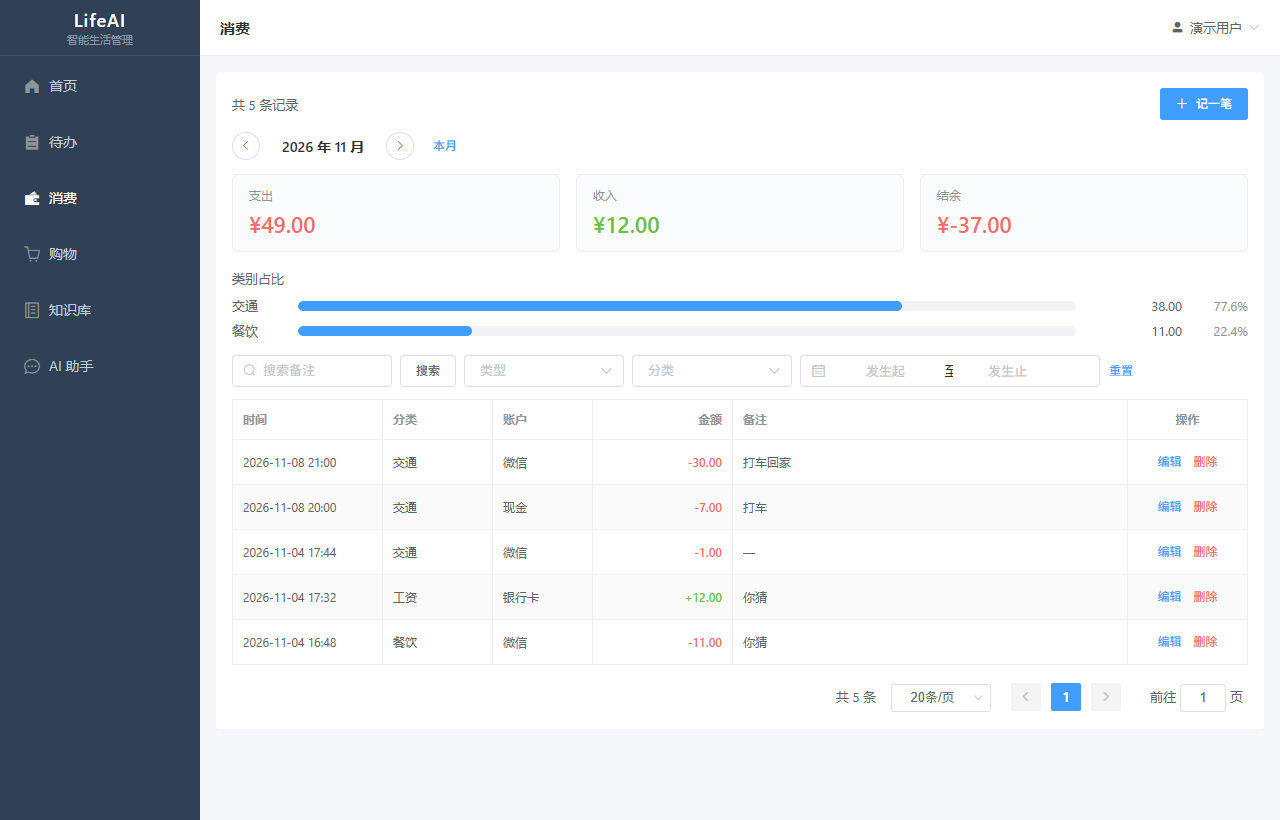 LifeAI
智能生活管理
首页
待办
消费
购物
知识库
AI 助手
消费
演示用户
共 5 条记录
记一笔
2026 年 11 月
本月
支出
¥49.00
收入
¥12.00
结余
¥-37.00
类别占比
交通 38.00 77.6%
餐饮 11.00 22.4%
搜索备注 搜索 类型 分类 发生起 至 发生止 重置
时间 分类 账户 金额 备注 操作
2026-11-08 21:00 交通 微信 -30.00 打车回家 编辑 删除
2026-11-08 20:00 交通 现金 -7.00 打车 编辑 删除
2026-11-04 17:44 交通 微信 -1.00 — 编辑 删除
2026-11-04 17:32 工资 银行卡 +12.00 你猜 编辑 删除
2026-11-04 16:48 餐饮 微信 -11.00 你猜 编辑 删除
共 5 条 20条/页 1 前往 1 页